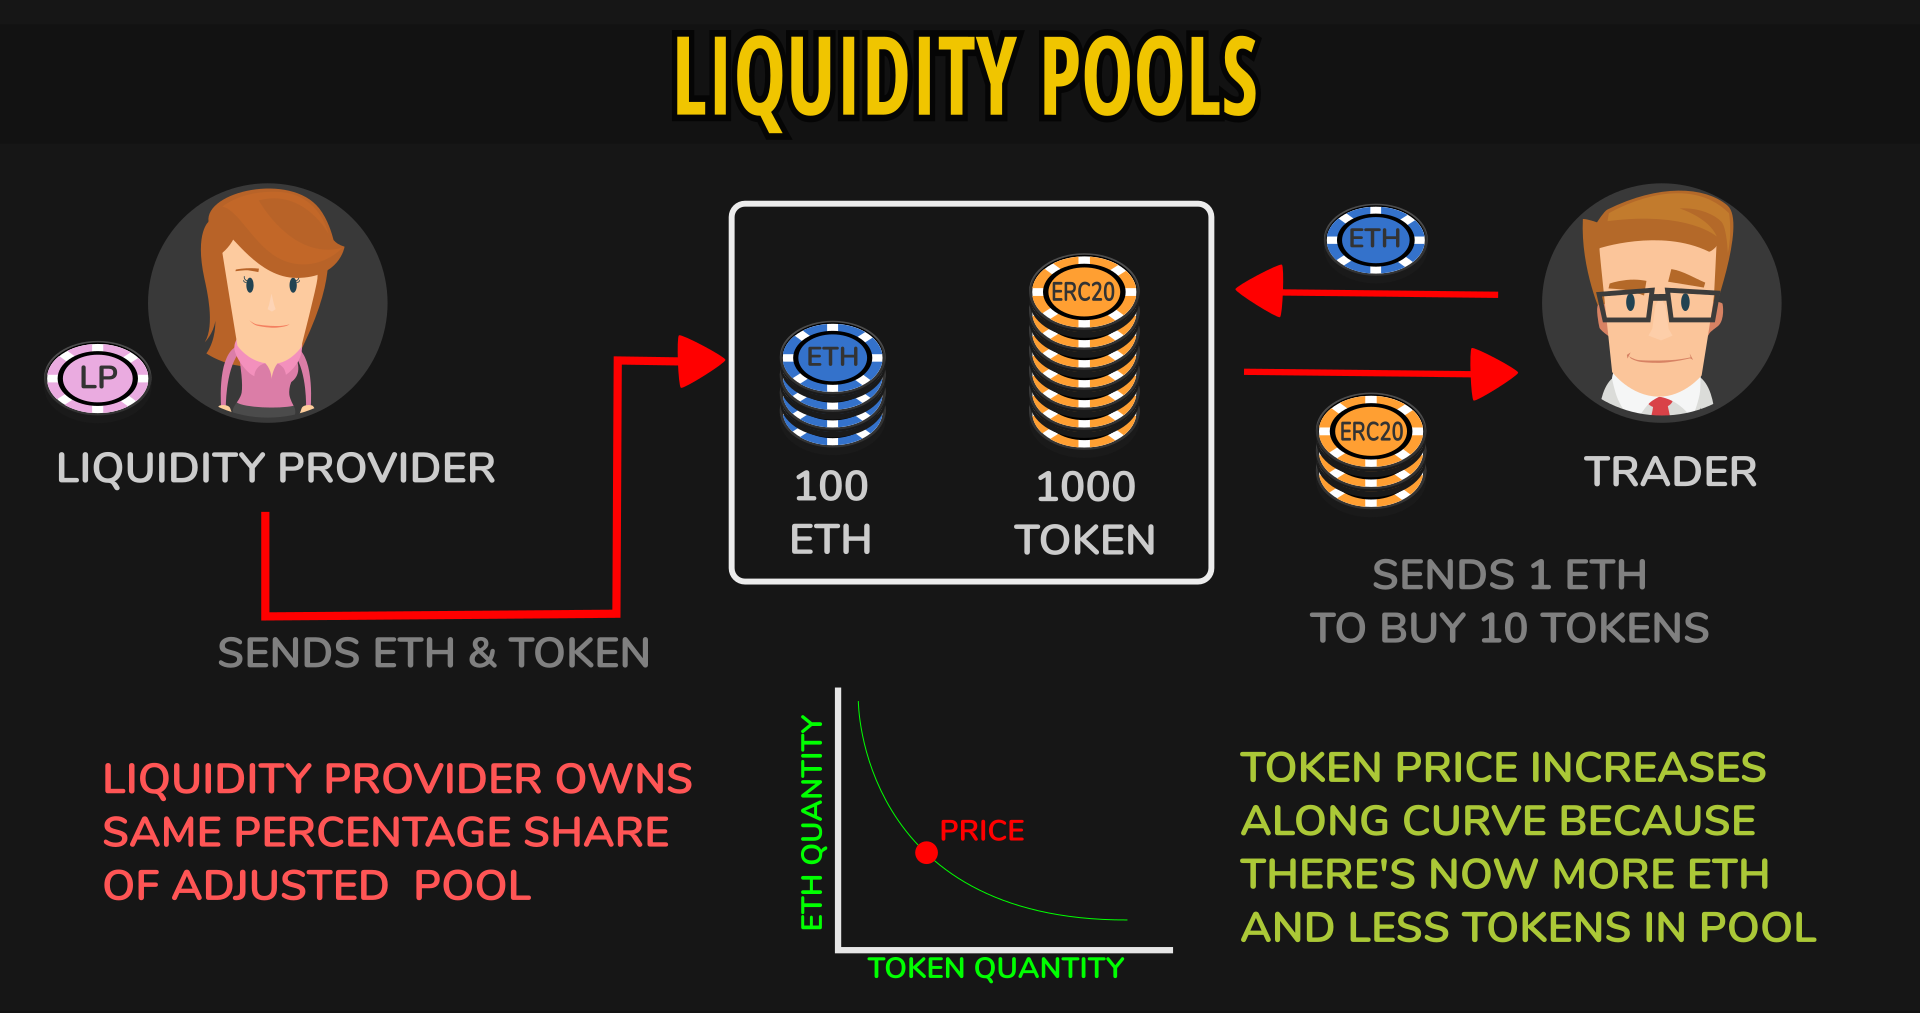 LIQUIDITY POOLS
LP
LIQUIDITY PROVIDER
SENDS ETH & TOKEN
ETH
ERC20
100
ETH
1000
TOKEN
ETH
ERC20
TRADER
SENDS 1 ETH
TO BUY 10 TOKENS
LIQUIDITY PROVIDER OWNS
SAME PERCENTAGE SHARE
OF ADJUSTED  POOL
ETH QUANTITY
PRICE
TOKEN QUANTITY
TOKEN PRICE INCREASES
ALONG CURVE BECAUSE
THERE'S NOW MORE ETH
AND LESS TOKENS IN POOL